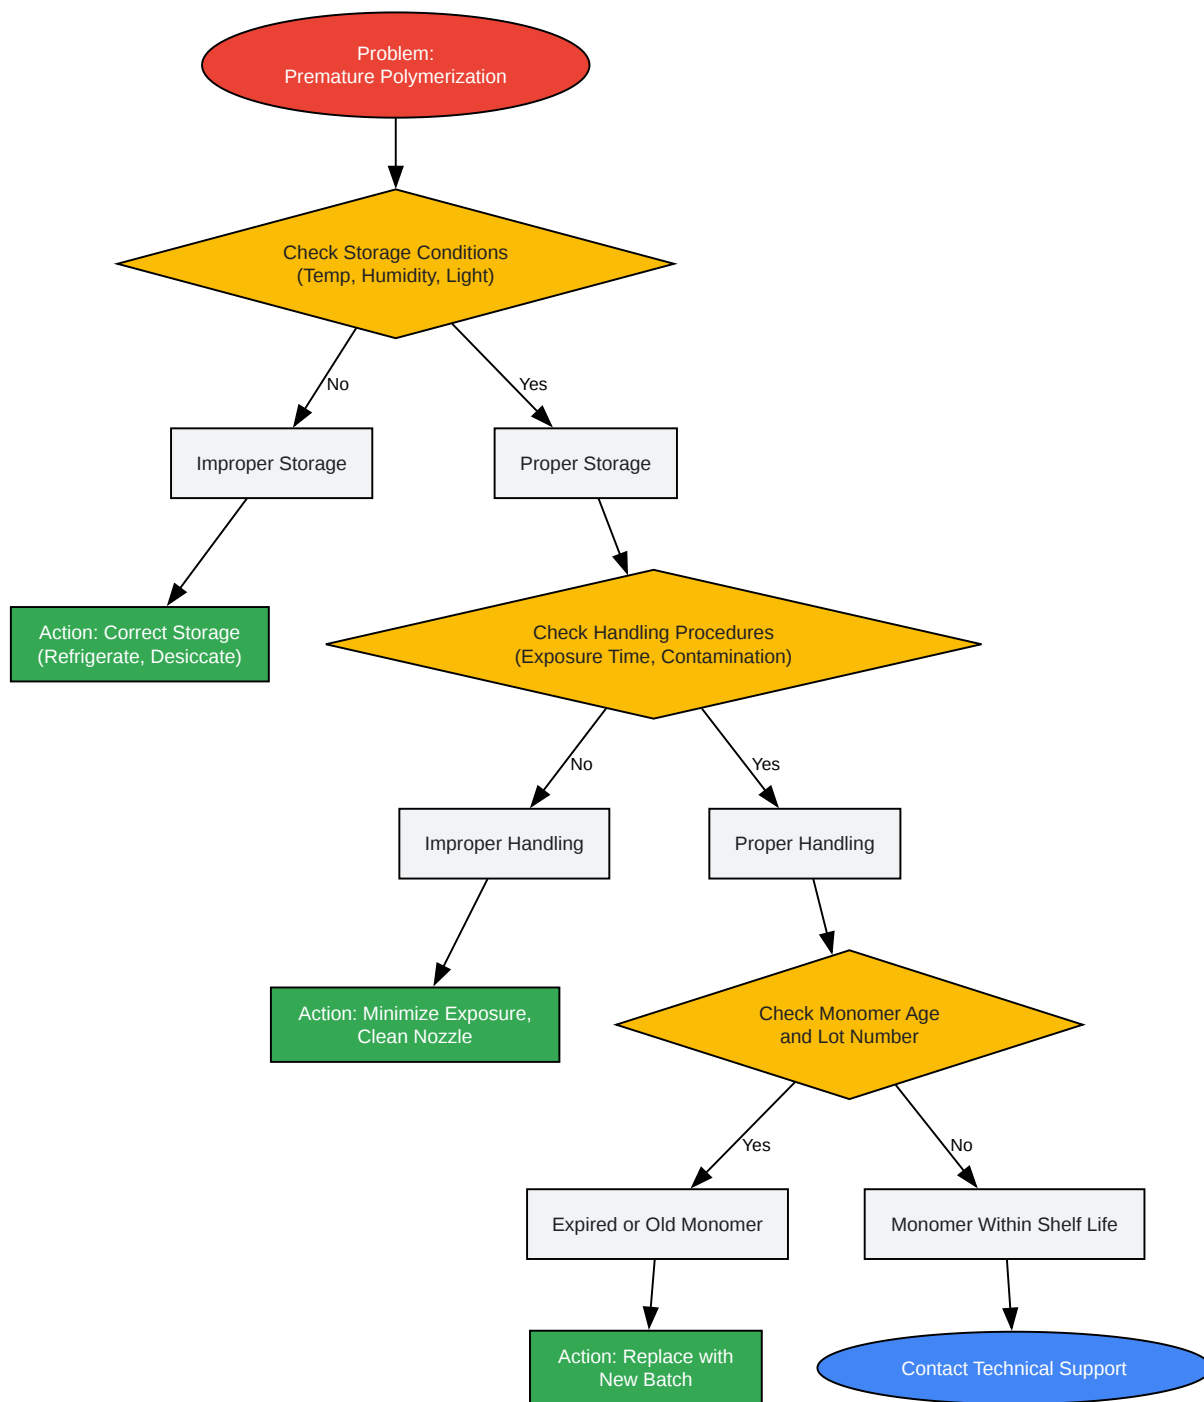 Problem:
Premature Polymerization
Check Storage Conditions
(Temp, Humidity, Light)
No
Yes
Improper Storage
Proper Storage
Action: Correct Storage
(Refrigerate, Desiccate)
Check Handling Procedures
(Exposure Time, Contamination)
No
Yes
Improper Handling
Proper Handling
Action: Minimize Exposure,
Clean Nozzle
Check Monomer Age
and Lot Number
Yes
No
Expired or Old Monomer
Monomer Within Shelf Life
Action: Replace with
New Batch
Contact Technical Support